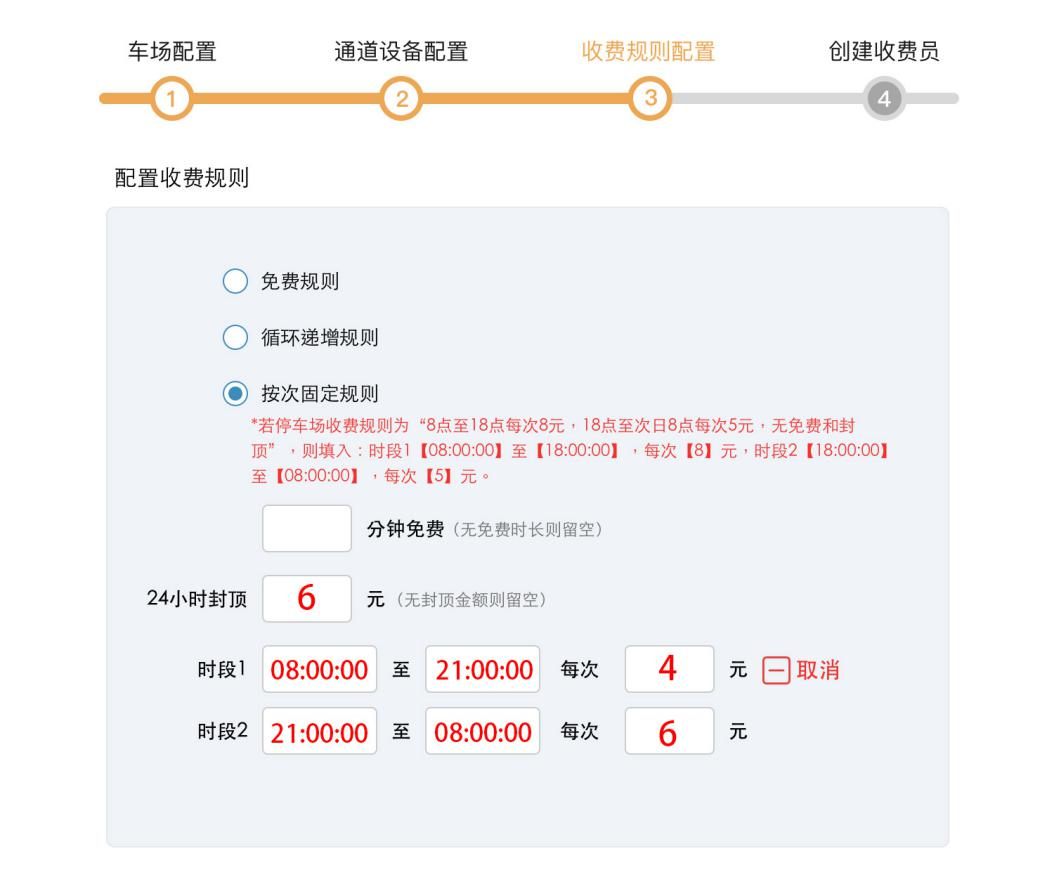 车场配置 通道设备配置 收费规则配置 创建收费员
1 2 3 4
配置收费规则
免费规则
循环递增规则
按次固定规则
*若停车场收费规则为“8点至18点每次8元，18点至次日8点每次5元，无免费和封
顶”，则填入：时段1【08:00:00】至【18:00:00】，每次【8】元，时段2【18:00:00】
至【08:00:00】，每次【5】元。
分钟免费（无免费时长则留空）
24小时封顶 6 元（无封顶金额则留空）
时段1 08:00:00 至 21:00:00 每次 4 元 取消
时段2 21:00:00 至 08:00:00 每次 6 元